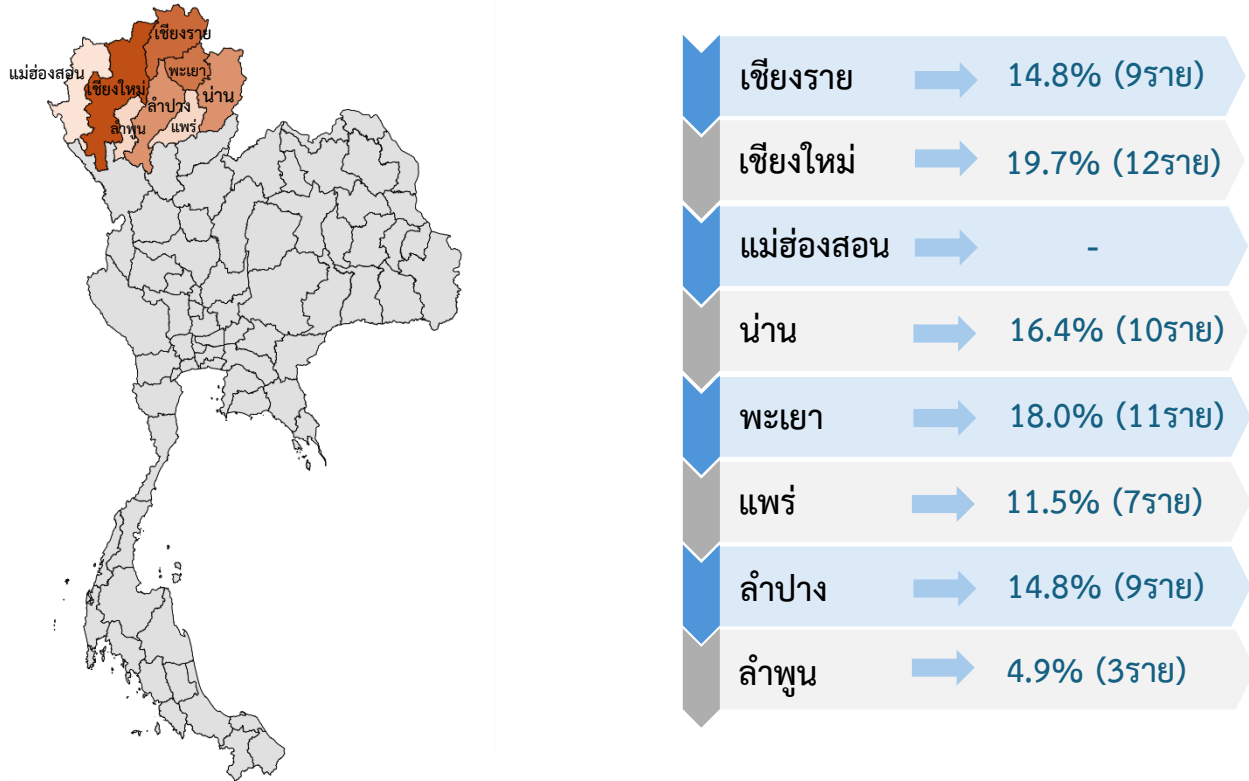 เชียงราย
แม่ฮ่องสอน
พะเยา
เชียงใหม่
น่าน
ลำปาง
ลำพูน
แพร่
เชียงราย 14.8% (9ราย)
เชียงใหม่ 19.7% (12ราย)
แม่ฮ่องสอน -
น่าน 16.4% (10ราย)
พะเยา 18.0% (11ราย)
แพร่ 11.5% (7ราย)
ลำปาง 14.8% (9ราย)
ลำพูน 4.9% (3ราย)